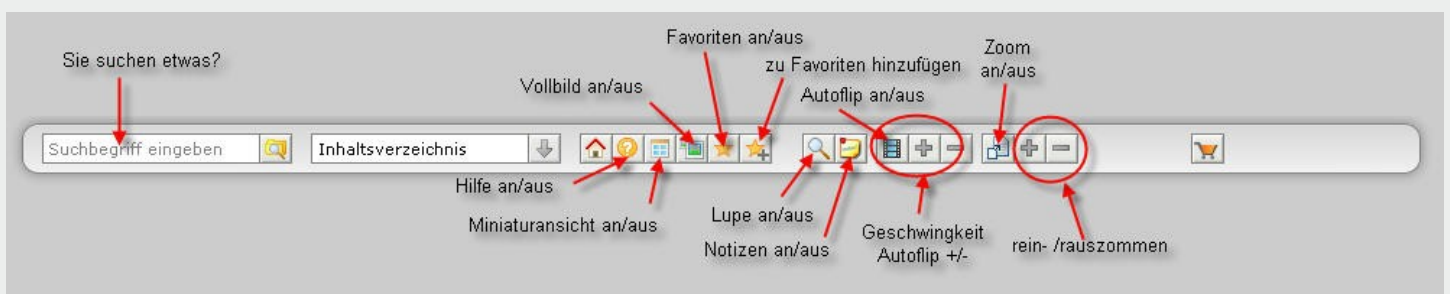 Favoriten an/aus
Sie suchen etwas?
Zoom
an/aus
zu Favoriten hinzufügen
Vollbild an/aus
Autoflip an/aus
Suchbegriff eingeben
Inhaltsverzeichnis
Hilfe an/aus
Miniaturansicht an/aus
Lupe an/aus
Notizen an/aus
Geschwingkeit
Autoflip +/-
rein- /rauszommen